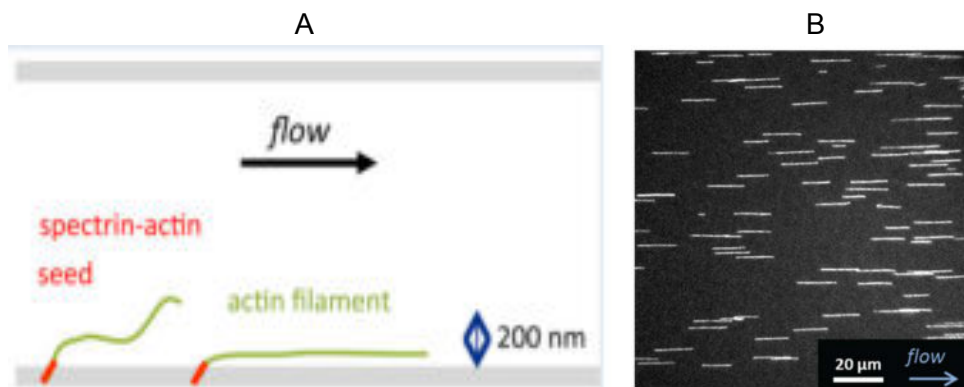 A
B
flow
spectrin-actin
seed
actin filament
200 nm
20 µm
flow